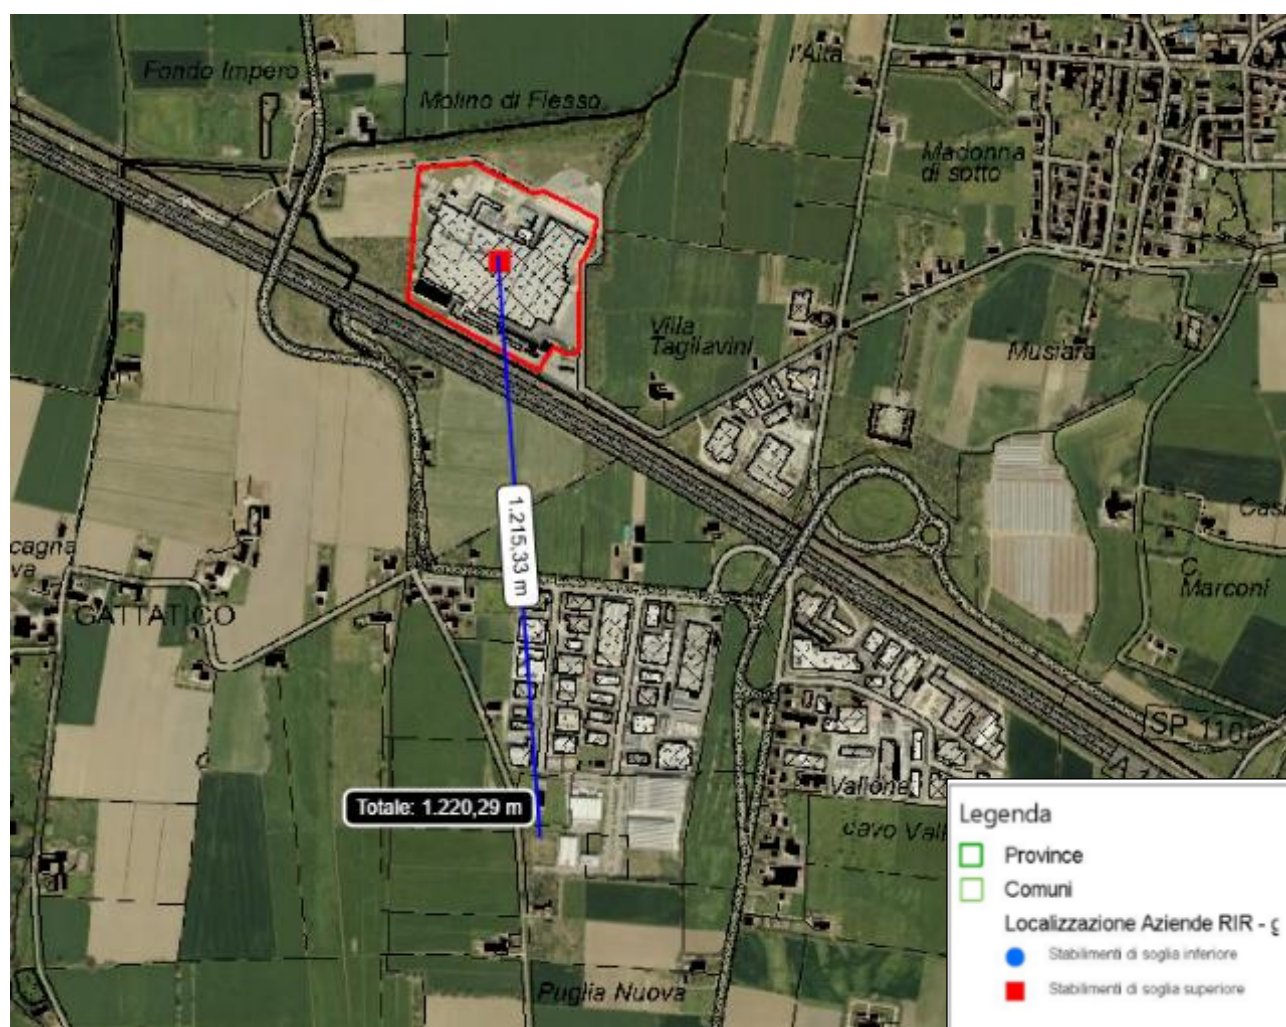 l'Alta
Fondo Impero
Molino di Fiesso
Madonna
di sotto
Villa
Tagliavini
Musiara
1.215,33 m
cagna
va
GATTATICO
C.
Marconi
SP 110
A 1
Totale: 1.220,29 m
Vallone
cavo Vall
Puglia Nuova
Legenda
Province
Comuni
Localizzazione Aziende RIR - g
Stabilimenti di soglia inferiore
Stabilimenti di soglia superiore